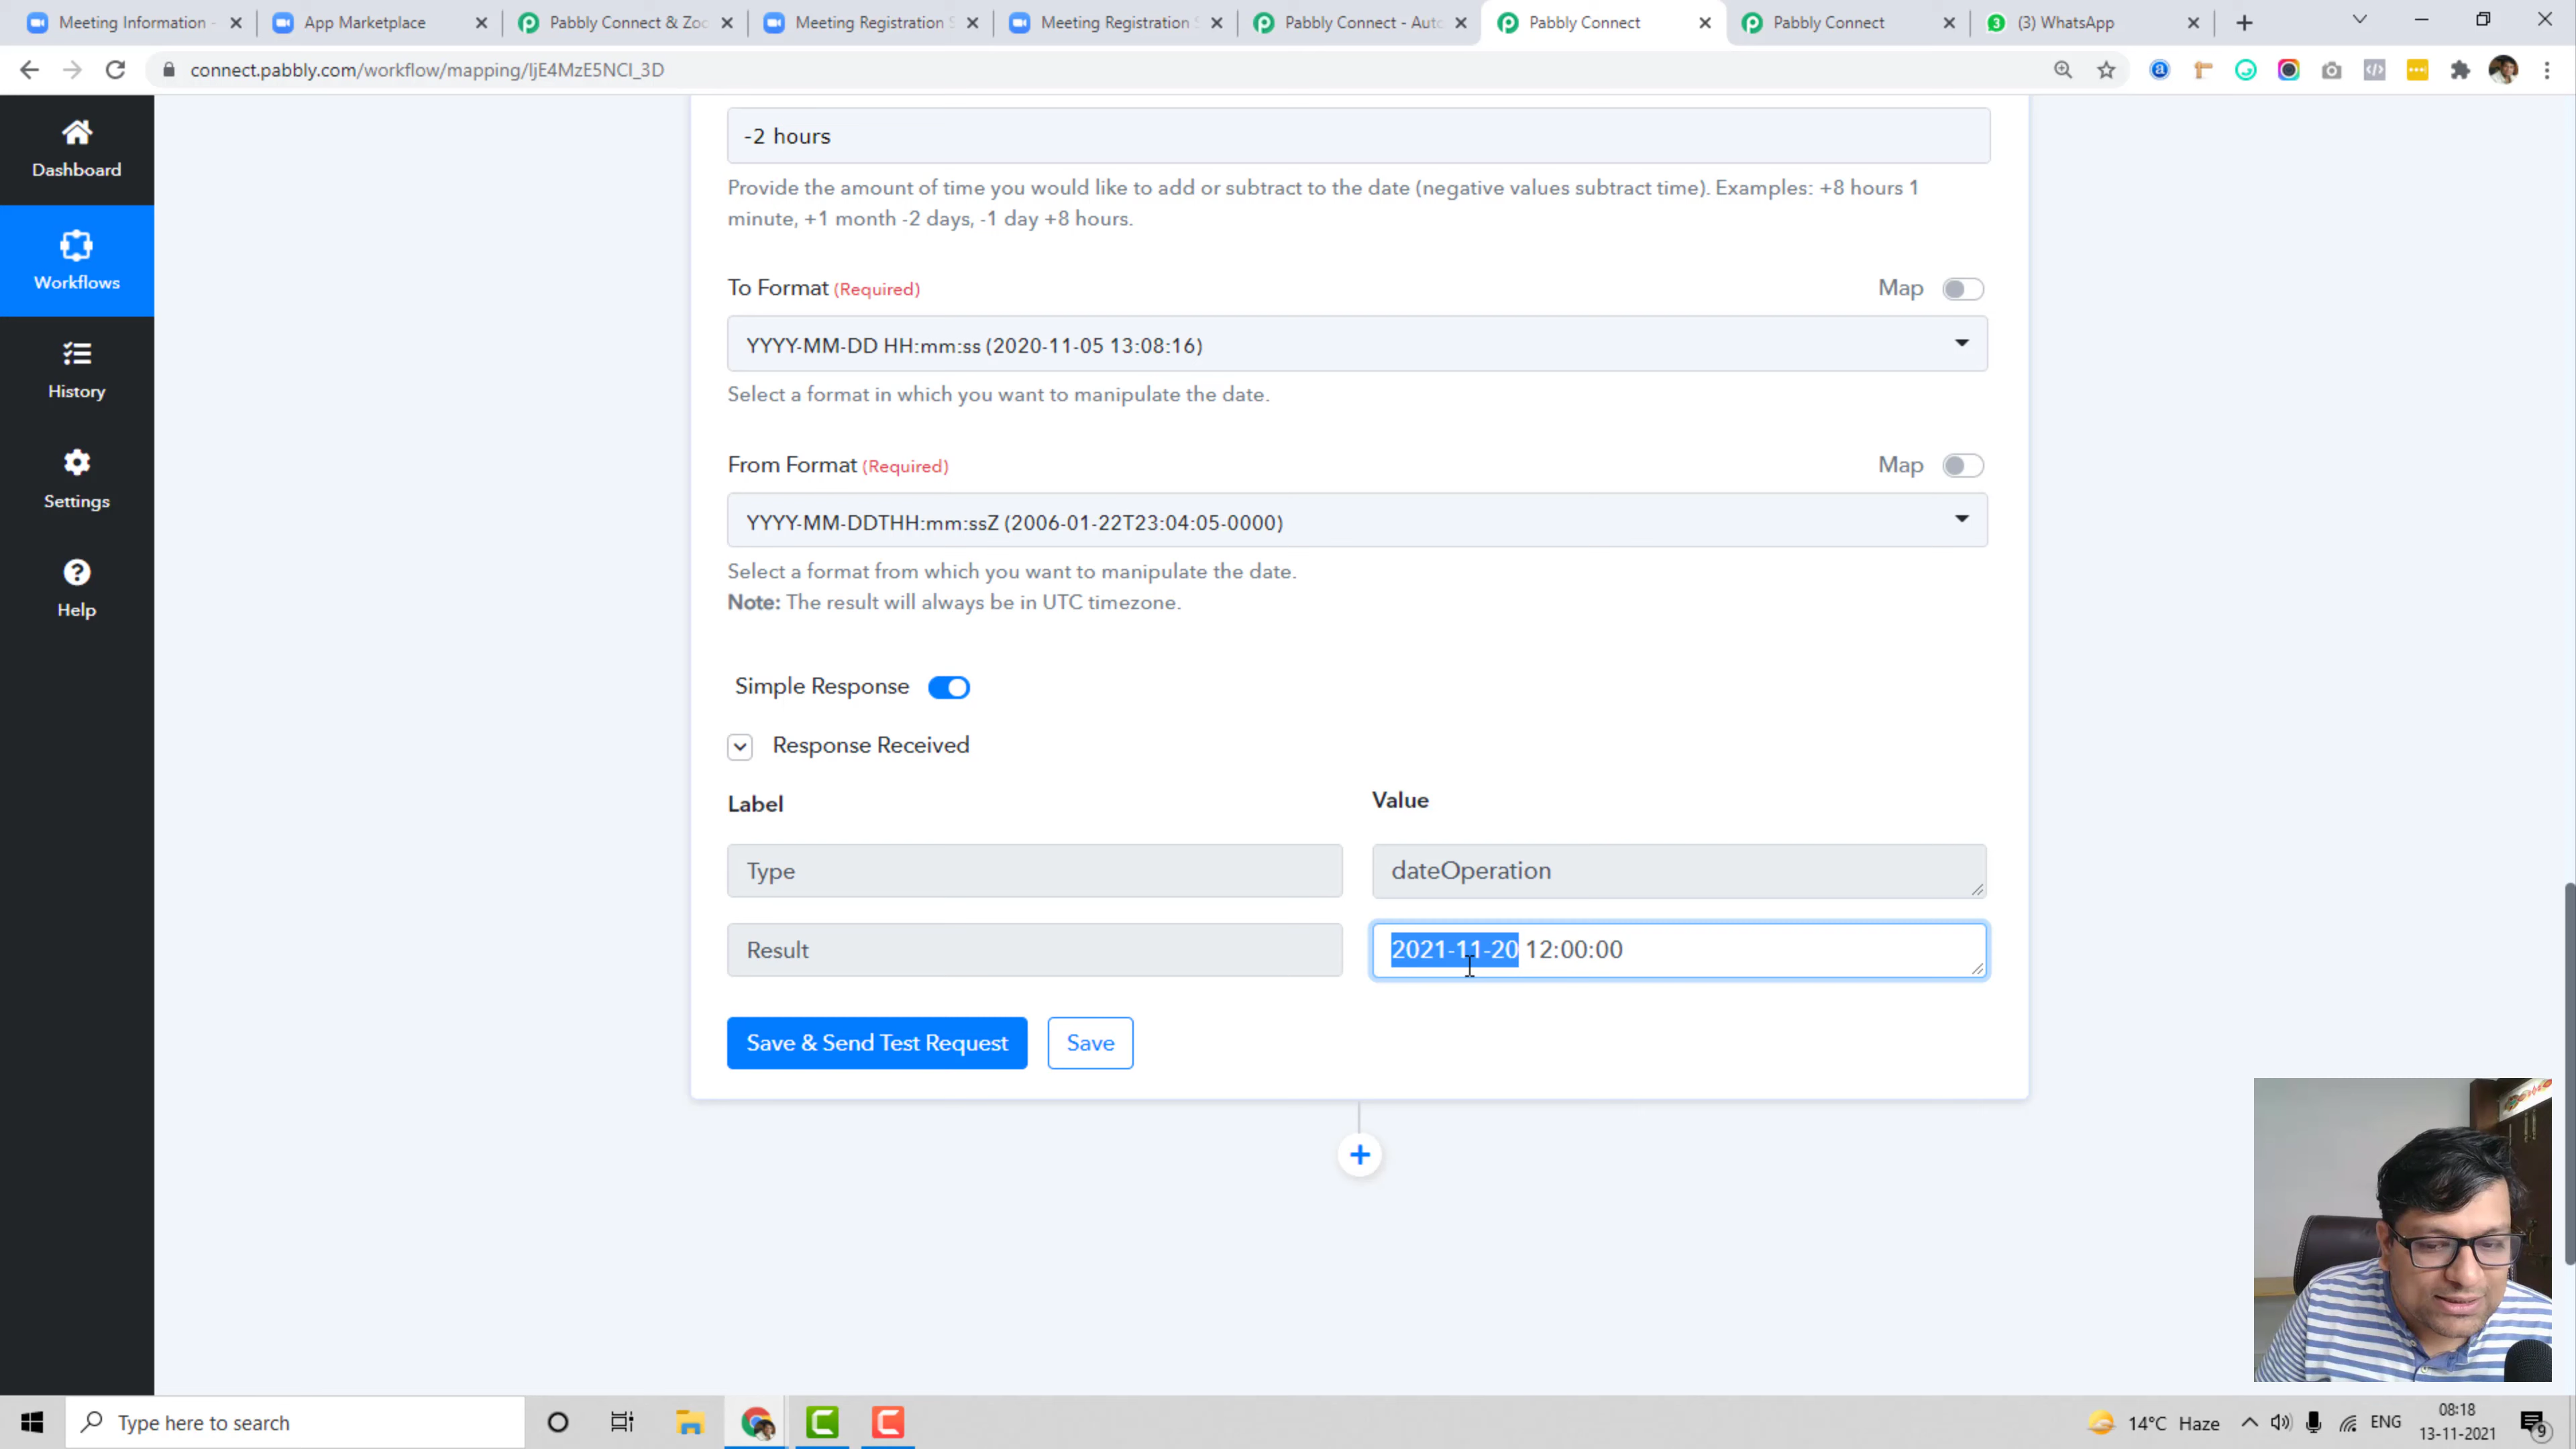 Meeting Information -
App Marketplace
Pabbly Connect & Zoo
Meeting Registration S
Meeting Registration S
Pabbly Connect - Auto
Pabbly Connect
Pabbly Connect
(3) WhatsApp
connect.pabbly.com/workflow/mapping/IjE4MzE5NCI_3D
Dashboard
Workflows
History
Settings
Help
-2 hours
Provide the amount of time you would like to add or subtract to the date (negative values subtract time). Examples: +8 hours 1
minute, +1 month -2 days, -1 day +8 hours.
To Format (Required)
Map
YYYY-MM-DD HH:mm:ss (2020-11-05 13:08:16)
Select a format in which you want to manipulate the date.
From Format (Required)
Map
YYYY-MM-DDTHH:mm:ssZ (2006-01-22T23:04:05-0000)
Select a format from which you want to manipulate the date.
Note: The result will always be in UTC timezone.
Simple Response
Response Received
Label
Value
Type
dateOperation
Result
2021-11-20 12:00:00
Save & Send Test Request
Save
Type here to search
14°C Haze
ENG
08:18
13-11-2021
9